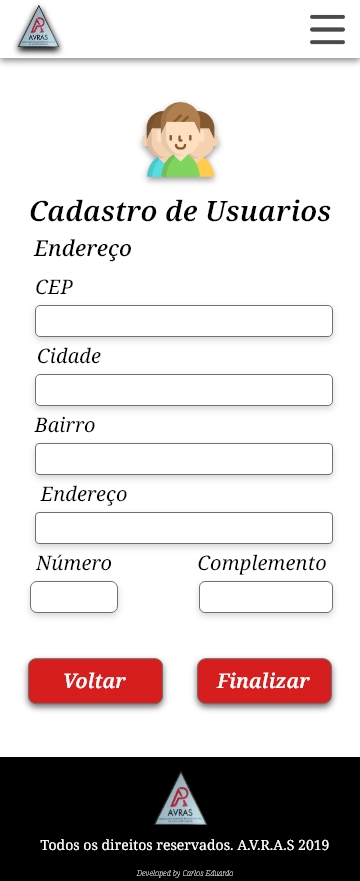 AVRAS
Cadastro de Usuarios
Endereço
CEP
Cidade
Bairro
Endereço
Número Complemento
Voltar Finalizar
AVRAS
Todos os direitos reservados. A.V.R.A.S 2019
Developed by Carlos Eduardo